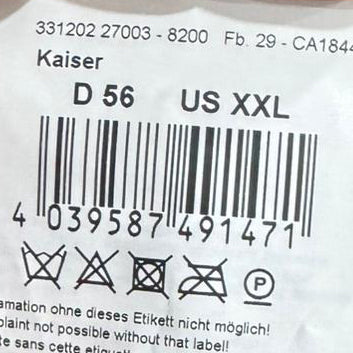 331202 27003 - 8200 Fb. 29 - CA1844
Kaiser
D 56 US XXL
4 039587 491471
P
amation ohne dieses Etikett nicht möglich!
plaint not possible without that label!
te sans cette